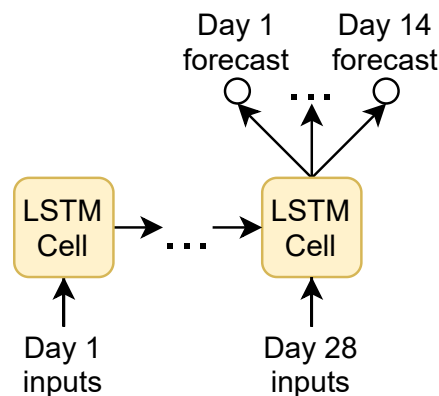 Day 1
forecast
Day 14
forecast
...
LSTM
Cell
...
LSTM
Cell
Day 1
inputs
Day 28
inputs